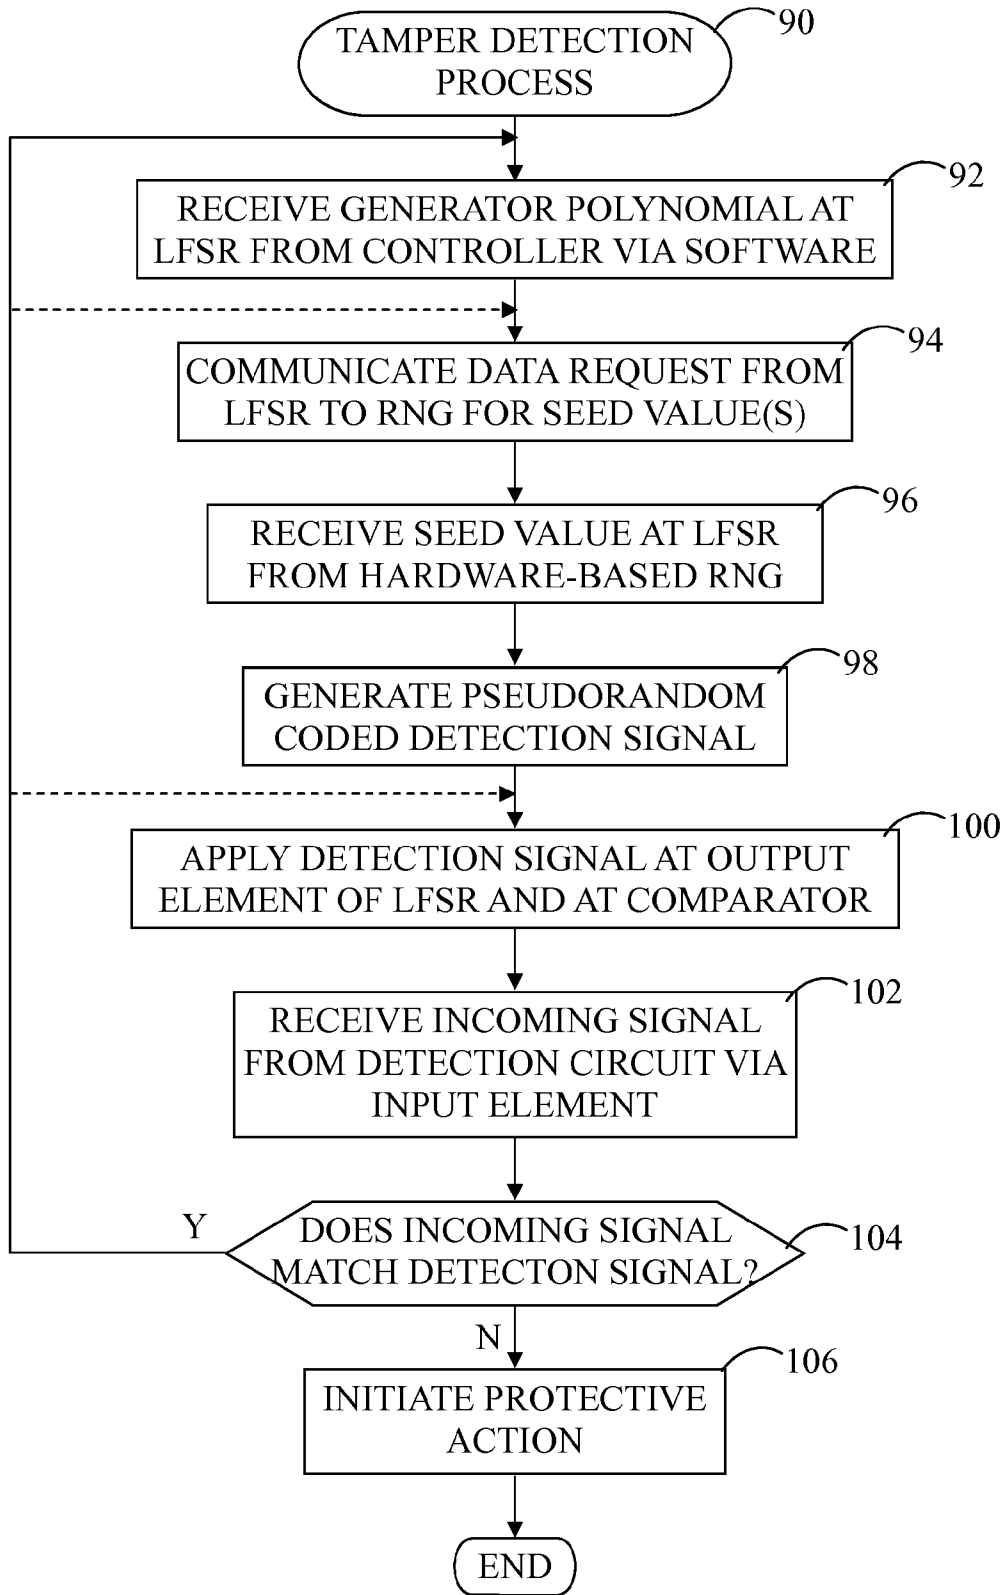 TAMPER DETECTION
PROCESS
90
RECEIVE GENERATOR POLYNOMIAL AT
LFSR FROM CONTROLLER VIA SOFTWARE
92
COMMUNICATE DATA REQUEST FROM
LFSR TO RNG FOR SEED VALUE(S)
94
RECEIVE SEED VALUE AT LFSR
FROM HARDWARE-BASED RNG
96
GENERATE PSEUDORANDOM
CODED DETECTION SIGNAL
98
APPLY DETECTION SIGNAL AT OUTPUT
ELEMENT OF LFSR AND AT COMPARATOR
100
RECEIVE INCOMING SIGNAL
FROM DETECTION CIRCUIT VIA
INPUT ELEMENT
102
Y
DOES INCOMING SIGNAL
MATCH DETECTON SIGNAL?
104
N
INITIATE PROTECTIVE
ACTION
106
END